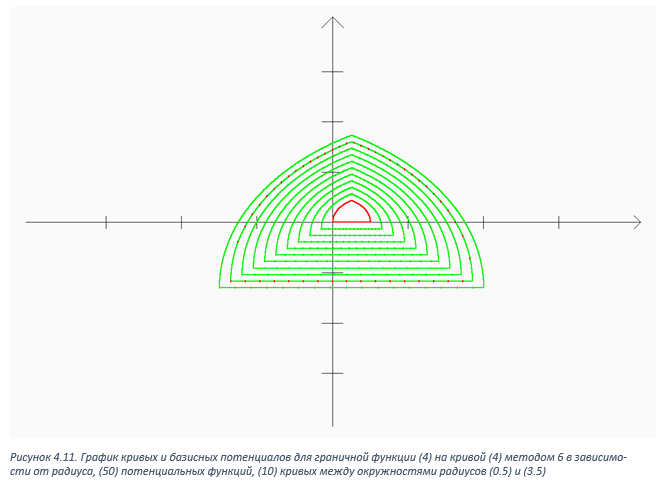 Рисунок 4.11. График кривых и базисных потенциалов для граничной функции (4) на кривой (4) методом 6 в зависимо-
сти от радиуса, (50) потенциальных функций, (10) кривых между окружностями радиусов (0.5) и (3.5)